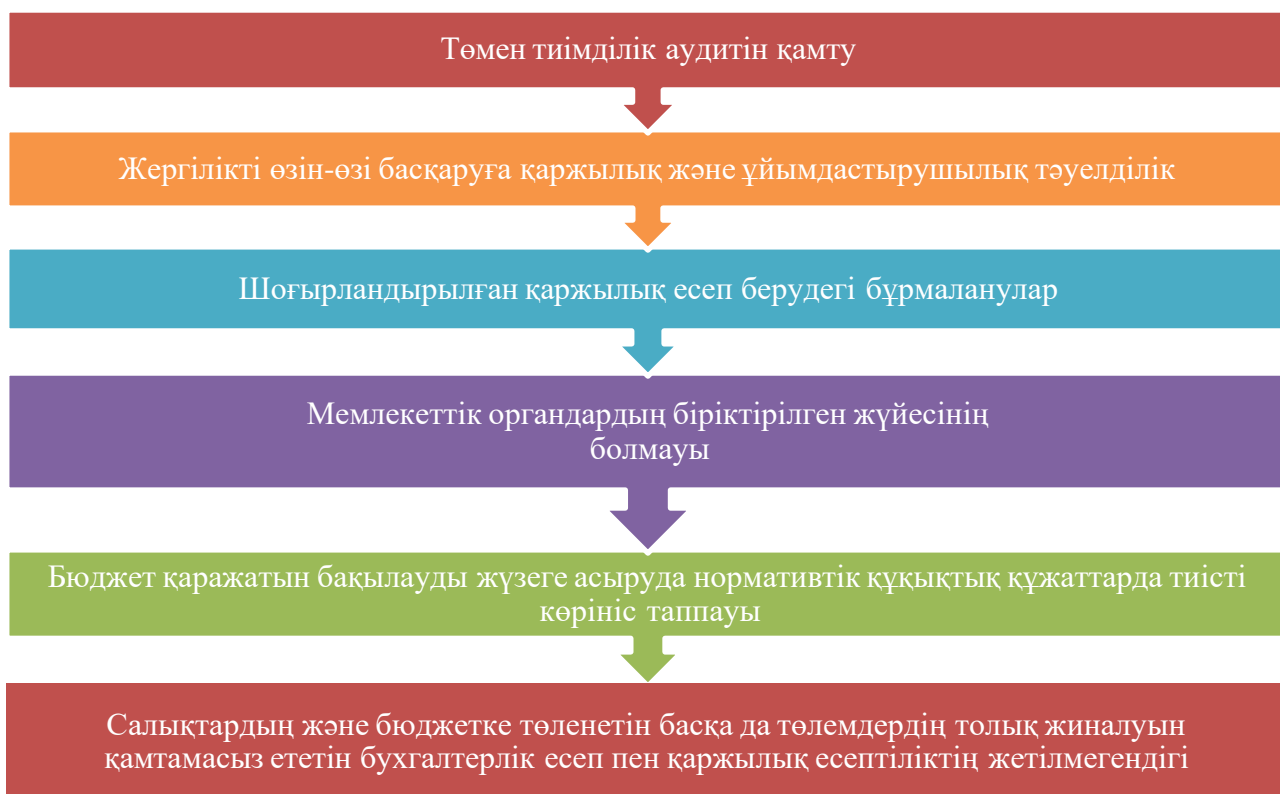 Төмен тиімділік аудитін қамту
Жергілікті өзін-өзі басқаруға қаржылық және ұйымдастырушылық тәуелділік
Шоғырландырылған қаржылық есеп берудегі бұрмаланулар
Мемлекеттік органдардың біріктірілген жүйесінің
болмауы
Бюджет қаражатын бақылауды жүзеге асыруда нормативтік құқықтық құжаттарда тиісті
көрініс таппауы
Салықтардың және бюджетке төленетін басқа да төлемдердің толық жиналуын
қамтамасыз ететін бухгалтерлік есеп пен қаржылық есептіліктің жетілмегендігі